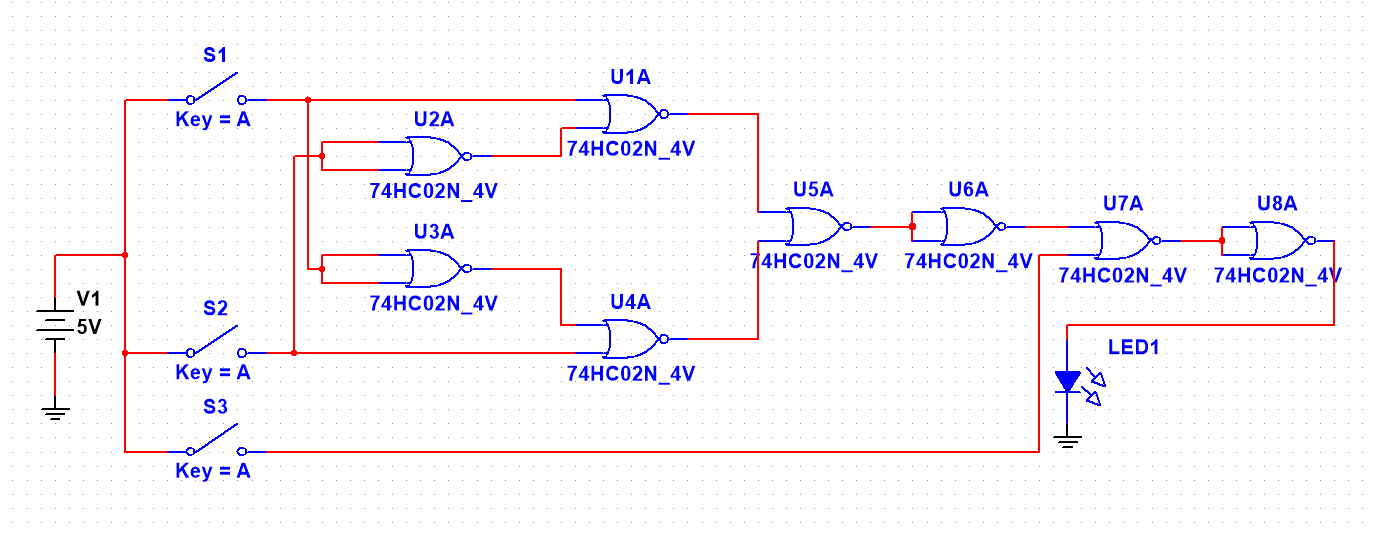 S1
Key = A
U1A
74HC02N_4V
U2A
74HC02N_4V
U5A
74HC02N_4V
U6A
74HC02N_4V
U7A
74HC02N_4V
U8A
74HC02N_4V
U3A
74HC02N_4V
V1
5V
S2
Key = A
U4A
74HC02N_4V
LED1
S3
Key = A